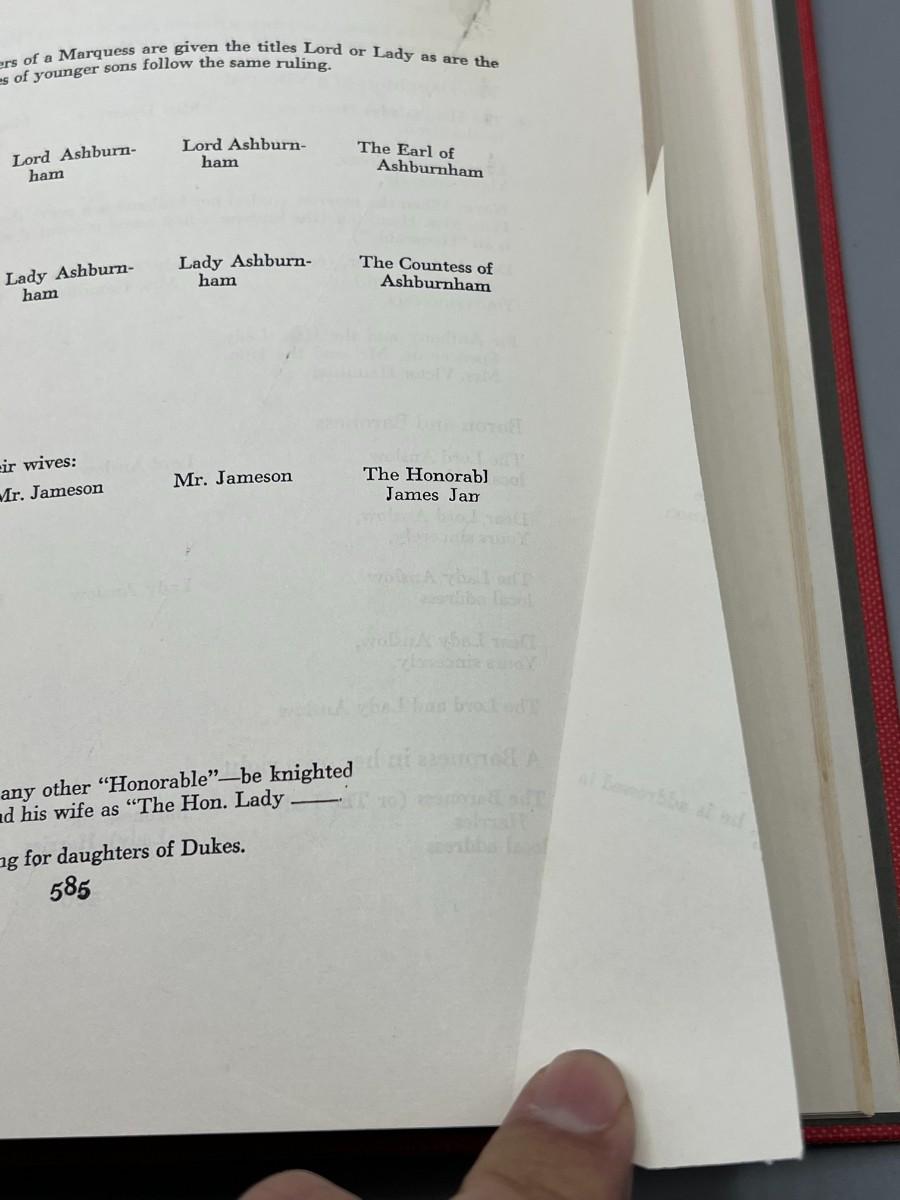 ers of a Marquess are given the titles Lord or Lady as are the
es of younger sons follow the same ruling.
Lord Ashburn-
ham
Lord Ashburn-
ham
The Earl of
Ashburnham
Lady Ashburn-
ham
Lady Ashburn-
ham
The Countess of
Ashburnham
eir wives:
Mr. Jameson
Mr. Jameson
The Honorabl
James Jam
any other “Honorable”—be knighted
nd his wife as “The Hon. Lady ——.
ng for daughters of Dukes.
585